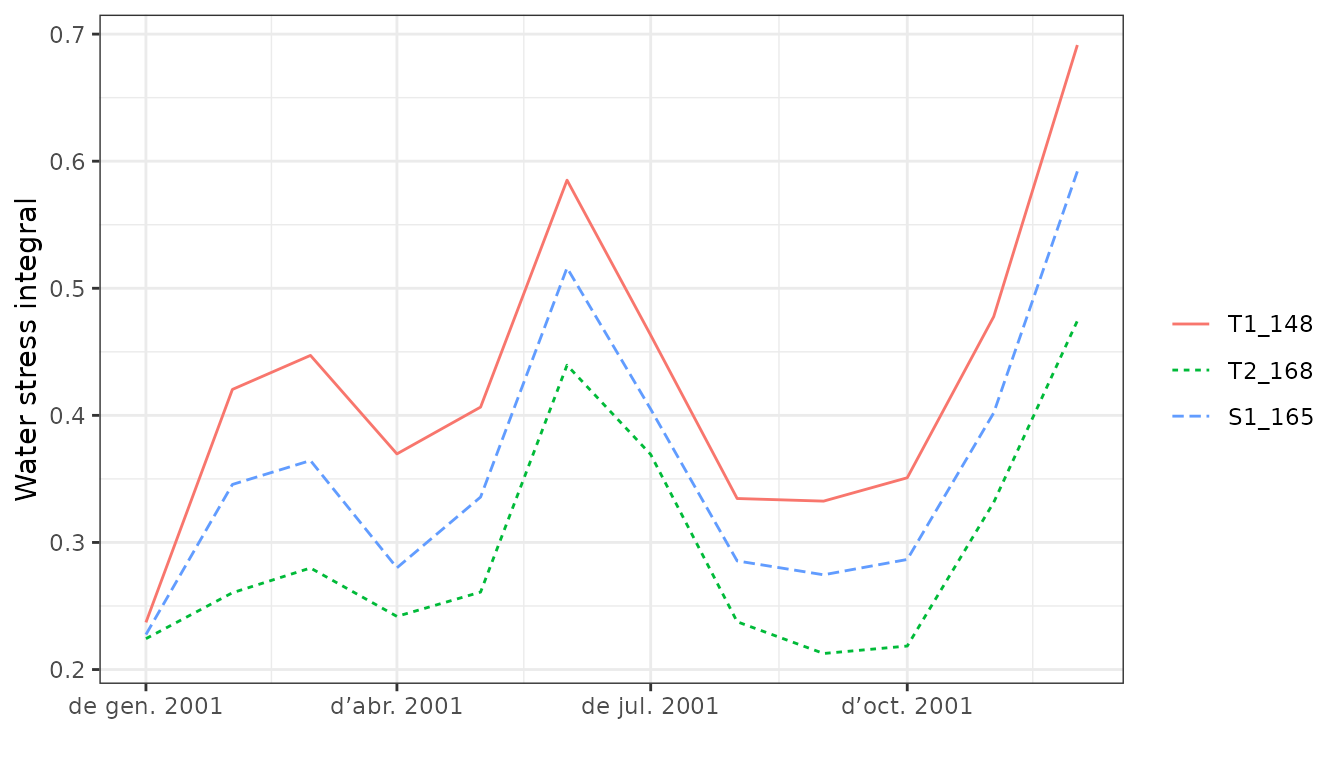 0.7
0.6
0.5
0.4
0.3
0.2
Water stress integral
de gen. 2001
d’abr. 2001
de jul. 2001
d’oct. 2001
T1_148
T2_168
S1_165